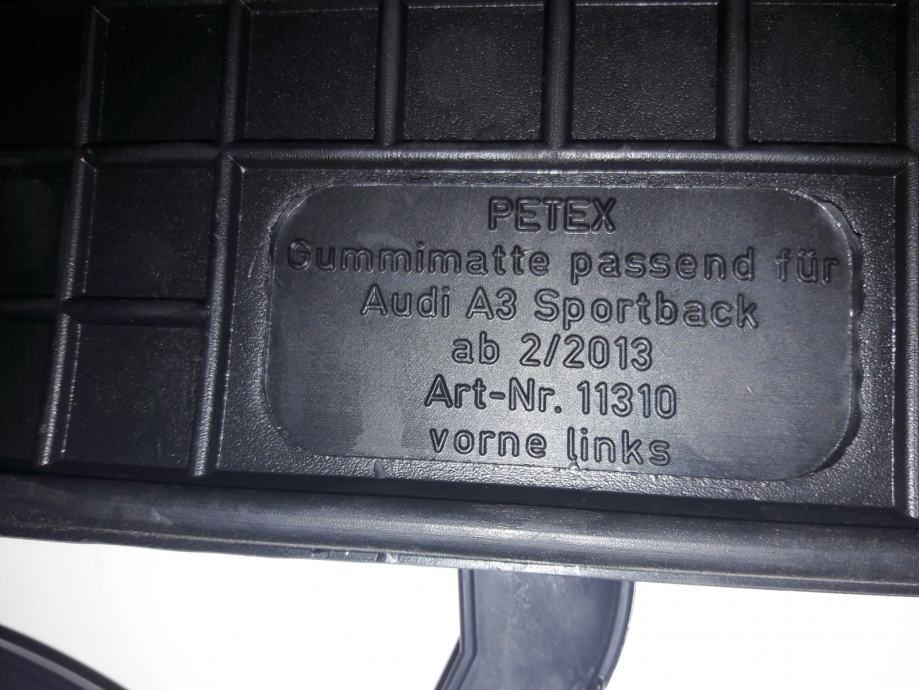 PETEX
Gummimatte passend für
Audi A3 Sportback
ab 2/2013
Art-Nr. 11310
vorne links